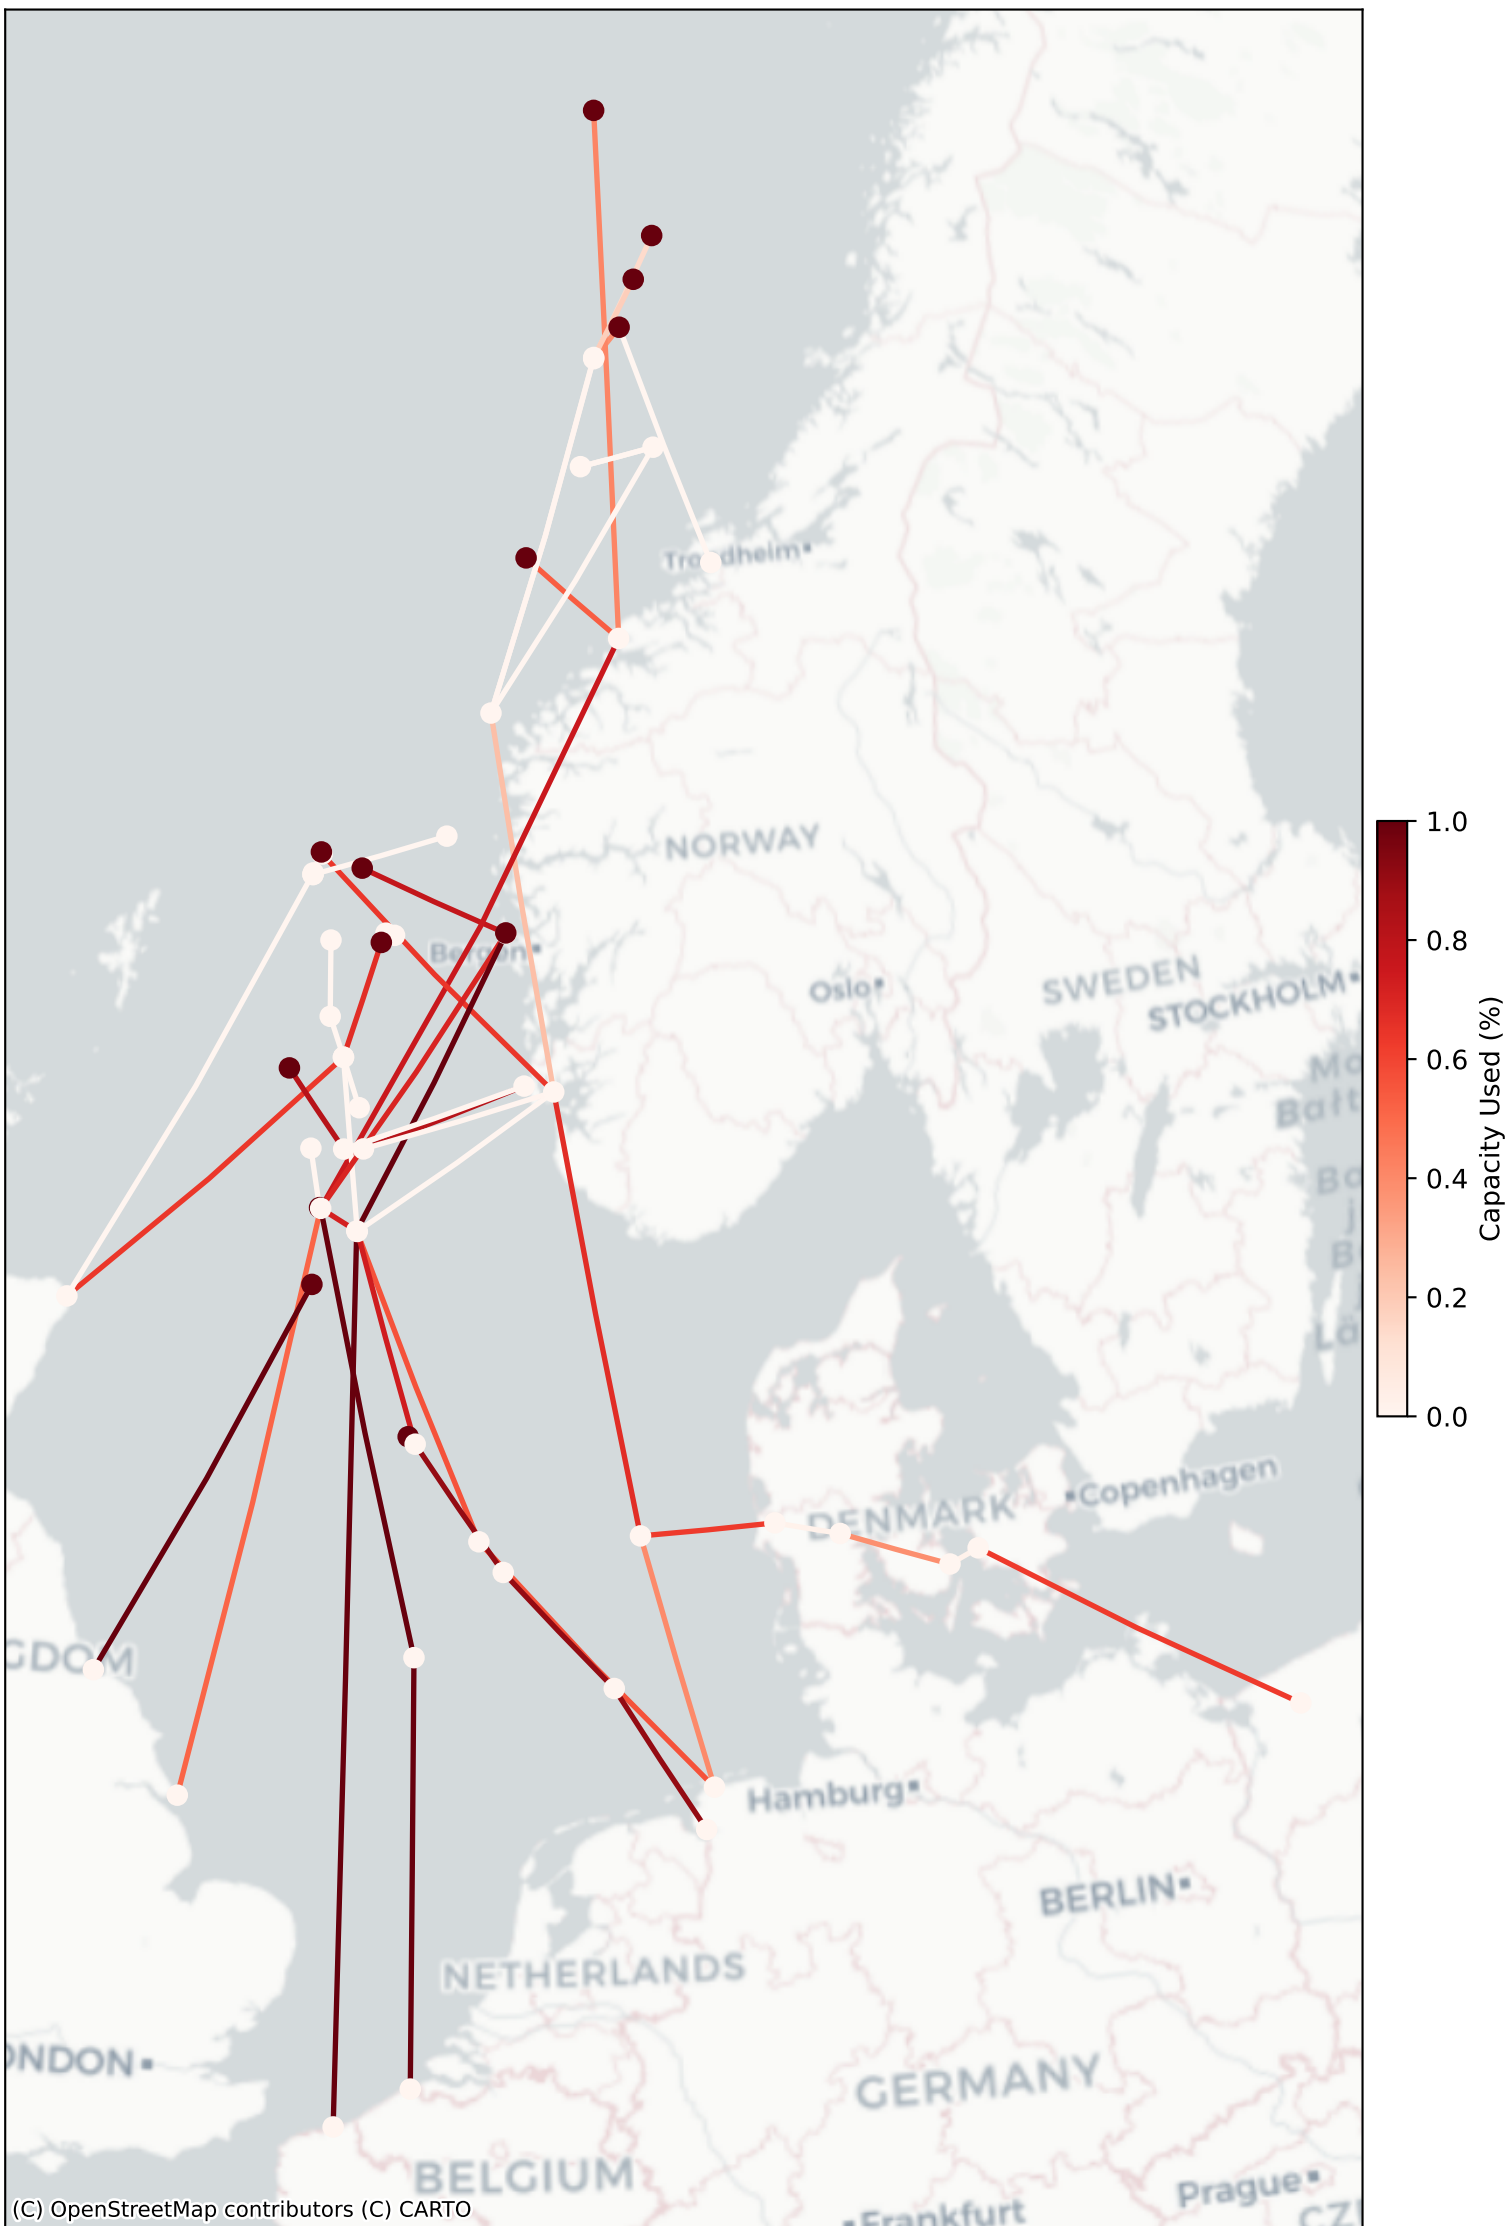 Trondheim
NORWAY
Bergen
Oslo
SWEDEN
STOCKHOLM
1.0
0.8
0.6
0.4
0.2
0.0
Capacity Used (%)
Copenhagen
DENMARK
GDOM
Hamburg
BERLIN
NETHERLANDS
ONDON
GERMANY
BELGIUM
Prague
Frankfurt
CZ
(C) OpenStreetMap contributors (C) CARTO